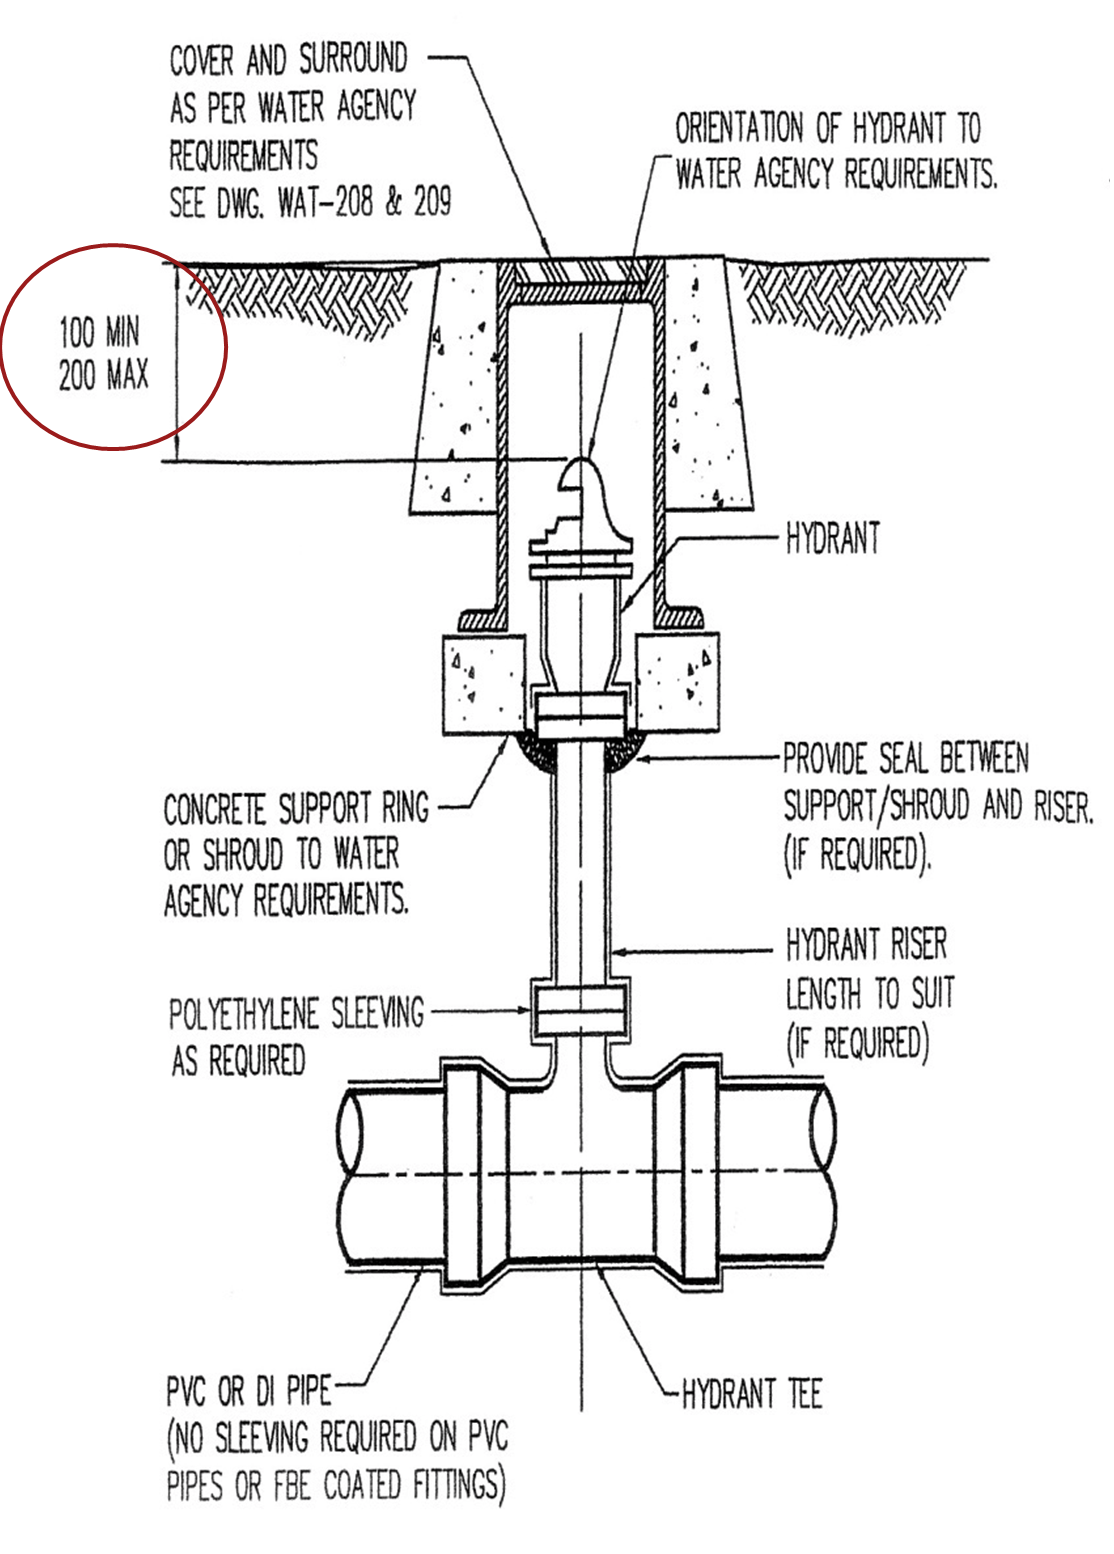 COVER AND SURROUND
AS PER WATER AGENCY
REQUIREMENTS
SEE DWG. WAT-208 & 209
ORIENTATION OF HYDRANT TO
WATER AGENCY REQUIREMENTS.
100 MIN
200 MAX
HYDRANT
PROVIDE SEAL BETWEEN
SUPPORT/SHROUD AND RISER.
(IF REQUIRED).
CONCRETE SUPPORT RING
OR SHROUD TO WATER
AGENCY REQUIREMENTS.
HYDRANT RISER
LENGTH TO SUIT
(IF REQUIRED)
POLYETHYLENE SLEEVING
AS REQUIRED
PVC OR DI PIPE
(NO SLEEVING REQUIRED ON PVC
PIPES OR FBE COATED FITTINGS)
HYDRANT TEE